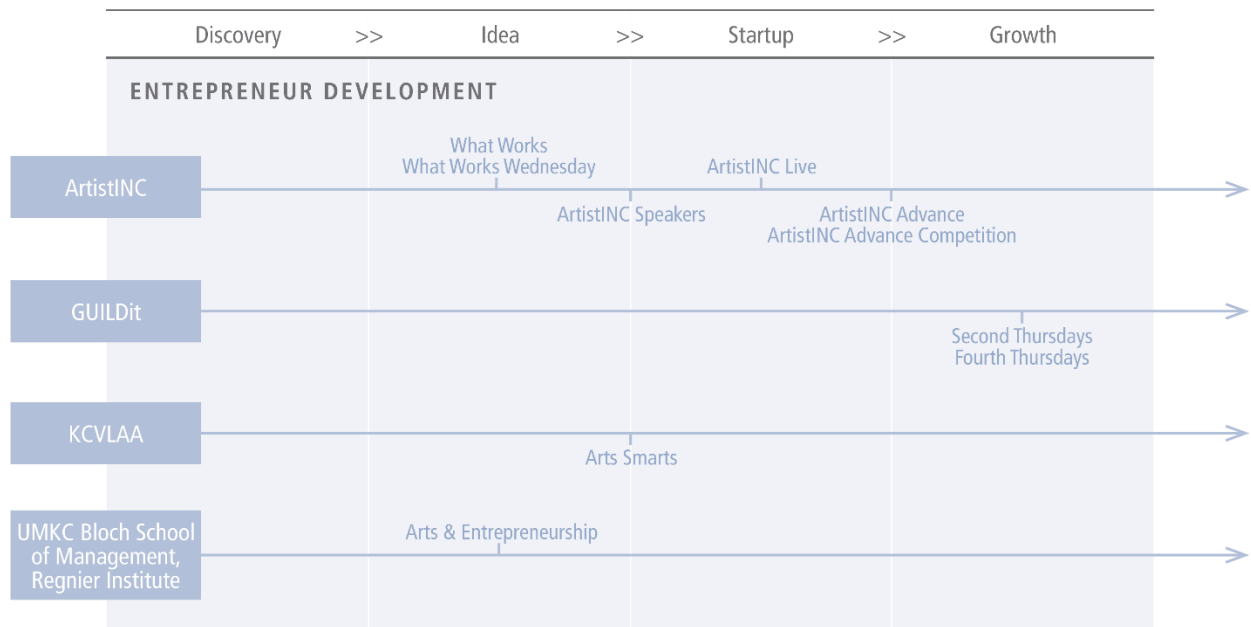 Discovery >> Idea >> Startup >> Growth
ENTREPRENEUR DEVELOPMENT
ArtistINC
What Works
What Works Wednesday
ArtistINC Speakers
ArtistINC Live
ArtistINC Advance
ArtistINC Advance Competition
GUILDit
Second Thursdays
Fourth Thursdays
KCVLAA
Arts Smarts
UMKC Bloch School
of Management,
Regnier Institute
Arts & Entrepreneurship